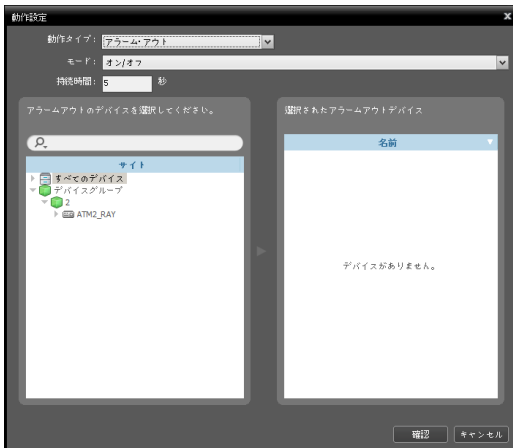 動作設定
動作タイプ: アラーム・アウト
モード: オン/オフ
持続時間: 5 秒
アラームアウトのデバイスを選択してください。
サイト
すべてのデバイス
デバイスグループ
2
ATM2_RAY
選択されたアラームアウトデバイス
名前
デバイスがありません。
確認
キャンセル